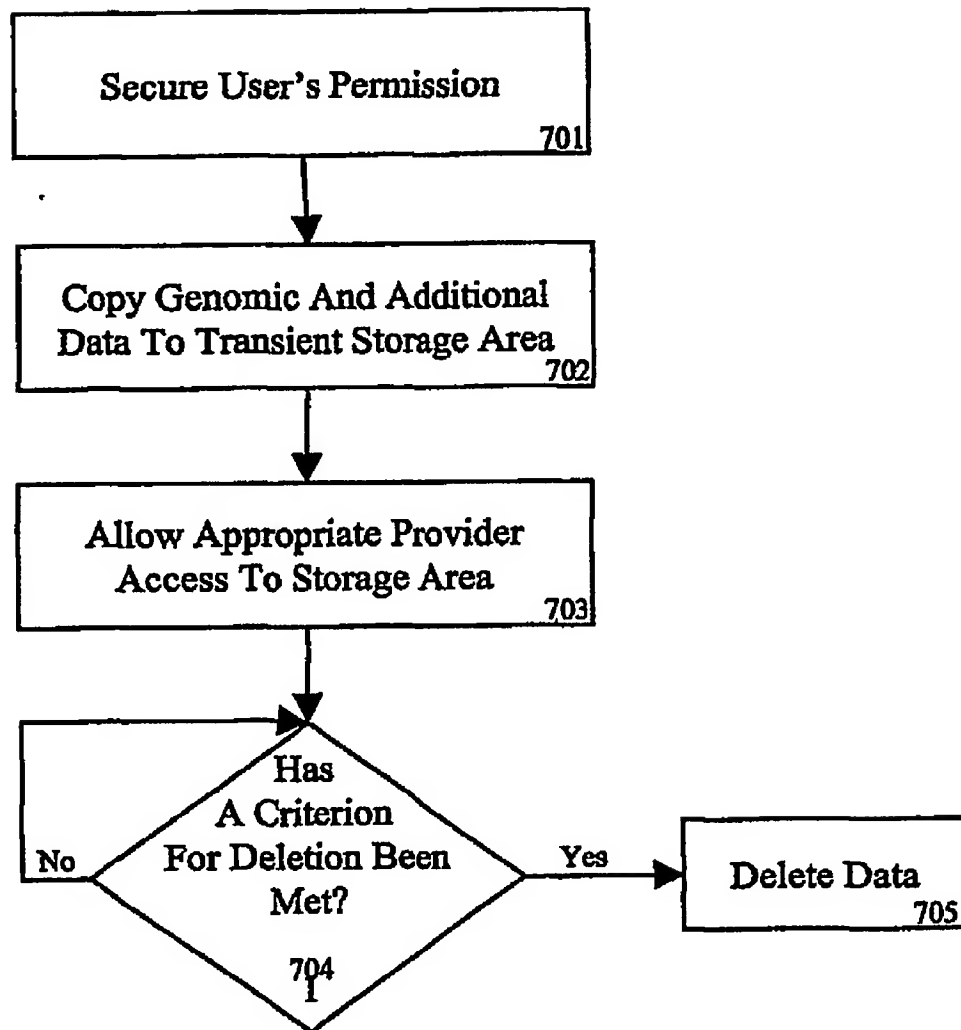 Secure User's Permission
701
Copy Genomic And Additional
Data To Transient Storage Area
702
Allow Appropriate Provider
Access To Storage Area
703
Has
A Criterion
For Deletion Been
Met?
704
No
Yes
Delete Data
705